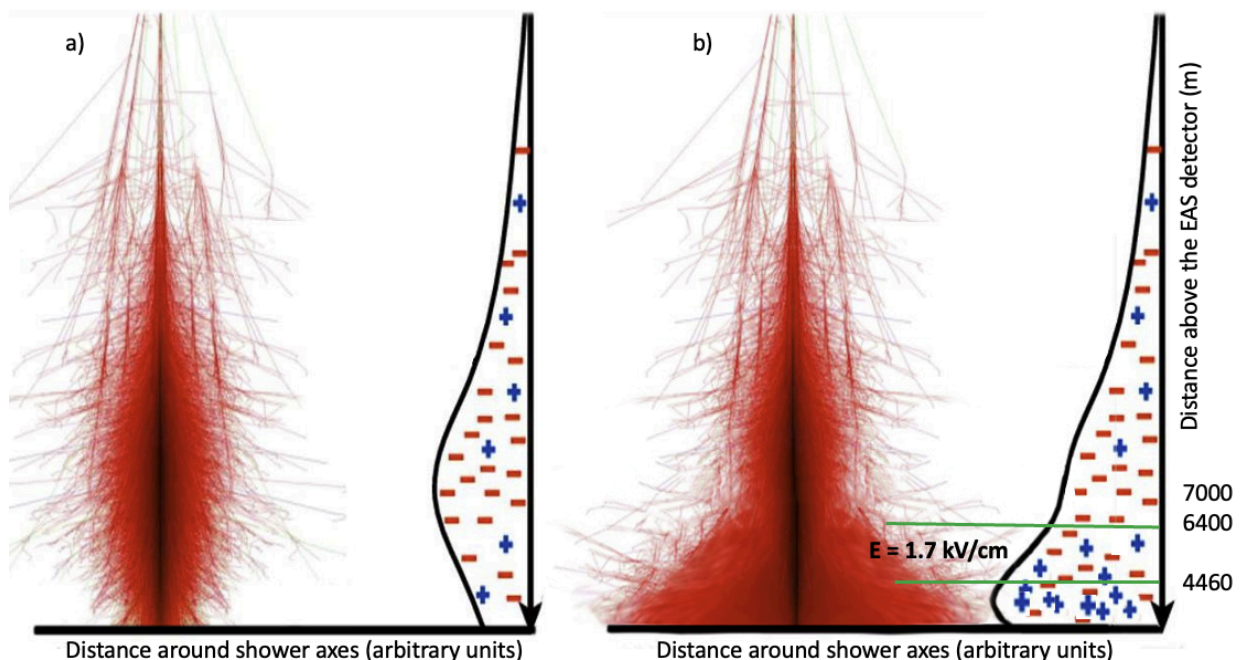 a)
b)
Distance above the EAS detector (m)
7000
6400
E = 1.7 kV/cm
4460
Distance around shower axes (arbitrary units)
Distance around shower axes (arbitrary units)